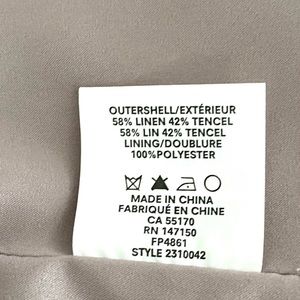 OUTERSHELL/EXTÉRIEUR
58% LINEN 42% TENCEL
58% LIN 42% TENCEL
LINING/DOUBLURE
100%POLYESTER
MADE IN CHINA
FABRIQUÉ EN CHINE
CA 55170
RN 147150
FP4861
STYLE 2310042